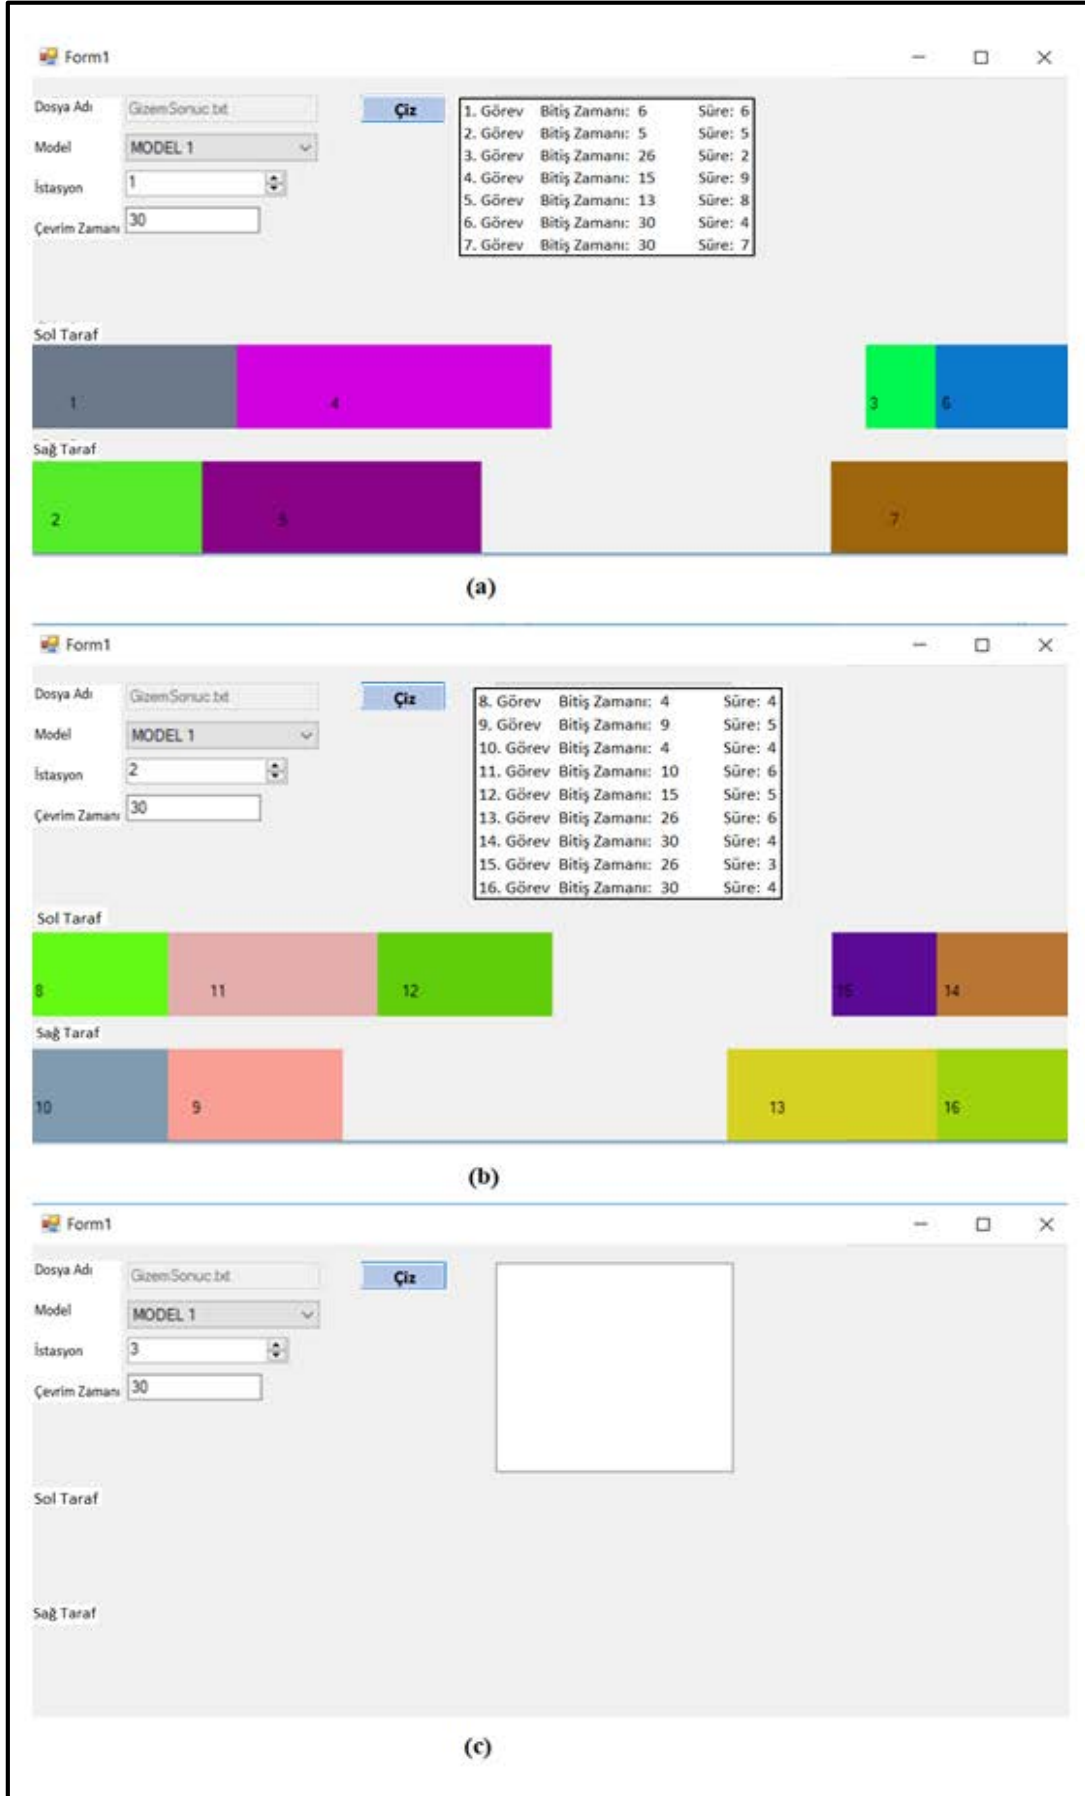 Form1
Dosya Adı GizemSonuc.txt Çiz
Model MODEL 1
İstasyon 1
Çevrim Zamanı 30
1. Görev Bitiş Zamanı: 6 Süre: 6
2. Görev Bitiş Zamanı: 5 Süre: 5
3. Görev Bitiş Zamanı: 26 Süre: 2
4. Görev Bitiş Zamanı: 15 Süre: 9
5. Görev Bitiş Zamanı: 13 Süre: 8
6. Görev Bitiş Zamanı: 30 Süre: 4
7. Görev Bitiş Zamanı: 30 Süre: 7
Sol Taraf
1 4 3 6
Sağ Taraf
2 5 7
(a)
Form1
Dosya Adı GizemSonuc.txt Çiz
Model MODEL 1
İstasyon 2
Çevrim Zamanı 30
8. Görev Bitiş Zamanı: 4 Süre: 4
9. Görev Bitiş Zamanı: 9 Süre: 5
10. Görev Bitiş Zamanı: 4 Süre: 4
11. Görev Bitiş Zamanı: 10 Süre: 6
12. Görev Bitiş Zamanı: 15 Süre: 5
13. Görev Bitiş Zamanı: 26 Süre: 6
14. Görev Bitiş Zamanı: 30 Süre: 4
15. Görev Bitiş Zamanı: 26 Süre: 3
16. Görev Bitiş Zamanı: 30 Süre: 4
Sol Taraf
8 11 12 15 14
Sağ Taraf
10 9 13 16
(b)
Form1
Dosya Adı GizemSonuc.txt Çiz
Model MODEL 1
İstasyon 3
Çevrim Zamanı 30
Sol Taraf
Sağ Taraf
(c)